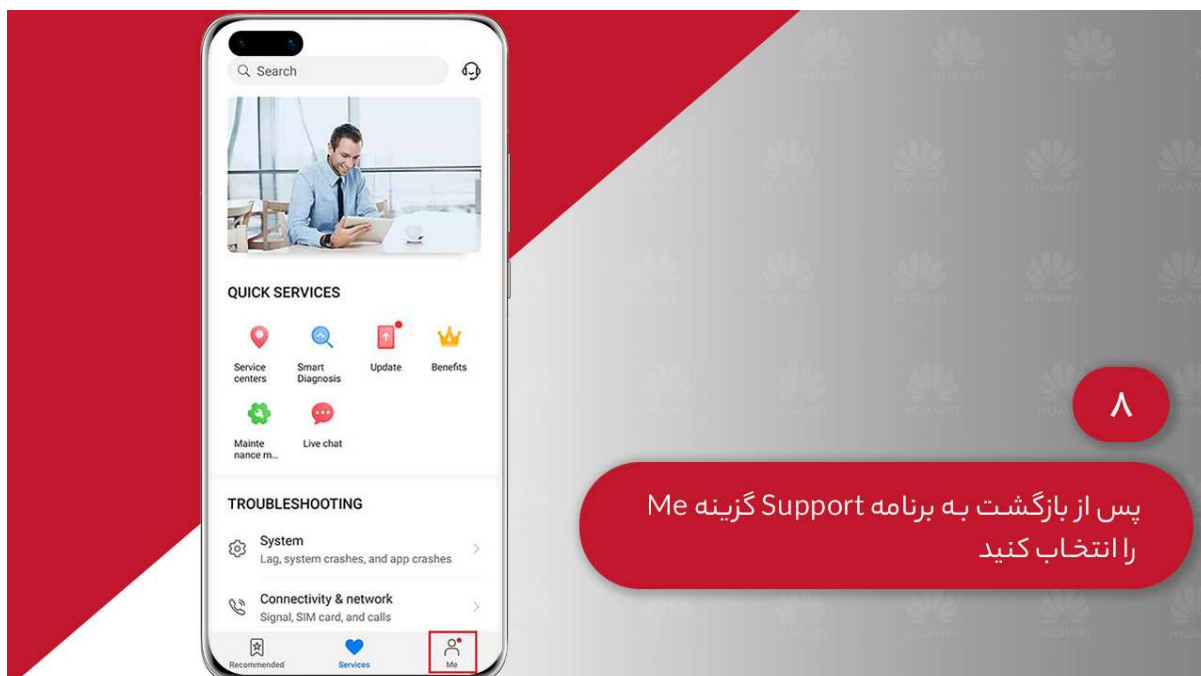 Search
QUICK SERVICES
Service
centers
Smart
Diagnosis
Update
Benefits
Mainte
nance m...
Live chat
TROUBLESHOOTING
System
Lag, system crashes, and app crashes
Connectivity & network
Signal, SIM card, and calls
Recommended
Services
Me
HUAWEI
۸
پس از بازگشت به برنامه Support گزینه Me
را انتخاب کنید